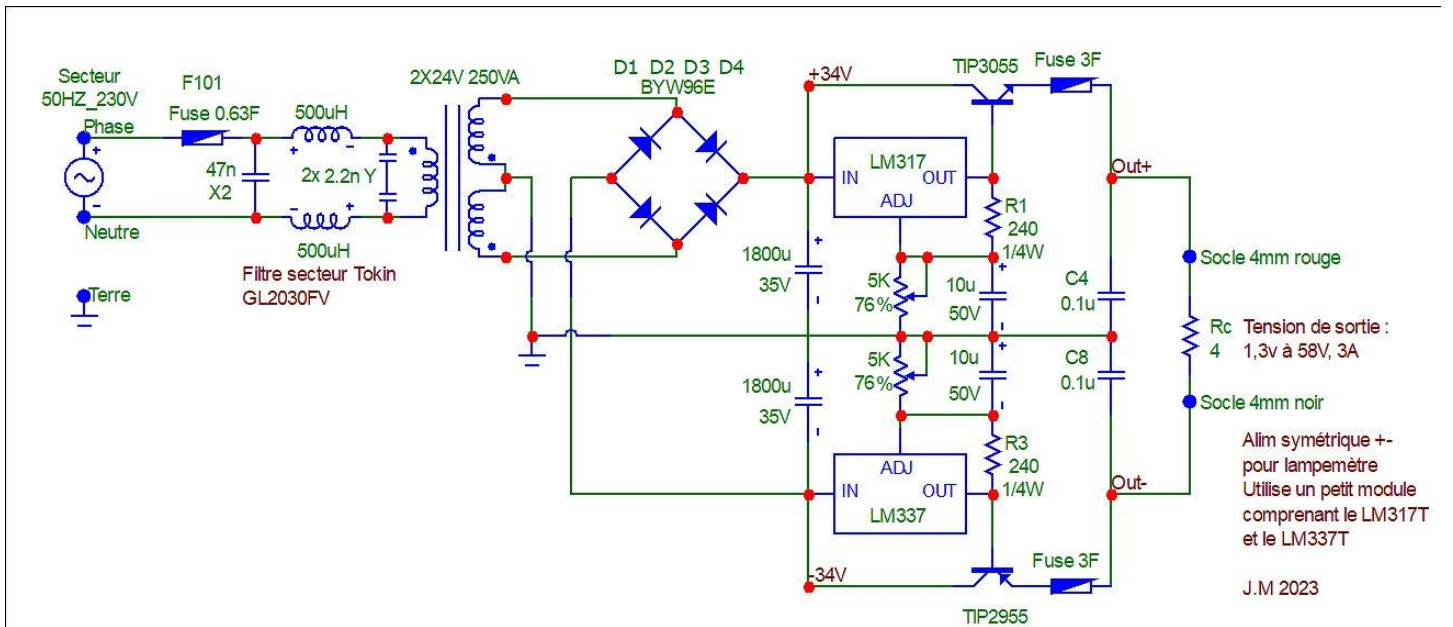 Secteur
50HZ_230V
Phase
F101
Fuse 0.63F
500uH
47n
X2
2x 2.2n Y
500uH
Neutre
Filtre secteur Tokin
GL2030FV
Terre
2X24V 250VA
D1 D2 D3 D4
BYW96E
+34V
TIP3055
Fuse 3F
LM317
IN
OUT
ADJ
R1
240
1/4W
Out+
1800u
35V
5K
76%
10u
50V
C4
0.1u
Socle 4mm rouge
Rc
4
Tension de sortie :
1,3v à 58V, 3A
5K
76%
10u
50V
C8
0.1u
1800u
35V
Socle 4mm noir
ADJ
IN
OUT
LM337
R3
240
1/4W
Out-
-34V
Fuse 3F
TIP2955
Alim symétrique +-
pour lampemètre
Utilise un petit module
comprenant le LM317T
et le LM337T
J.M 2023